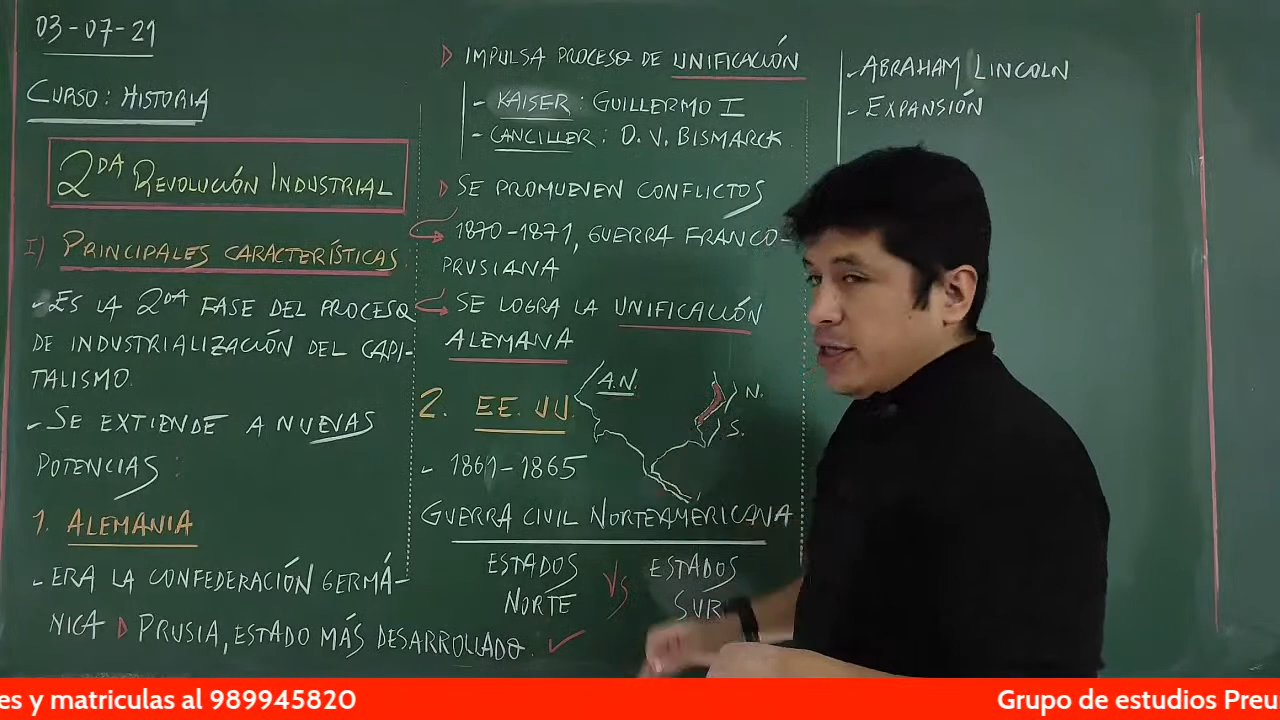 03-07-21
CURSO: HISTORIA
2DA REVOLUCIÓN INDUSTRIAL
I) PRINCIPALES CARACTERÍSTICAS
- ES LA 2DA FASE DEL PROCESO
DE INDUSTRIALIZACIÓN DEL CAPI-
TALISMO.
- SE EXTIENDE A NUEVAS
POTENCIAS:
1. ALEMANIA
- ERA LA CONFEDERACIÓN GERMÁ-
NICA PRUSIA, ESTADO MÁS DESARROLLADO.
IMPULSA PROCESO DE UNIFICACIÓN
- KAISER: GUILLERMO I
- CANCILLER: O. V. BISMARCK
SE PROMUEVEN CONFLICTOS
1870-1871, GUERRA FRANCO-
PRUSIANA
SE LOGRA LA UNIFICACIÓN
ALEMANA
2. EE. UU.
A.N.
N.
S.
- 1861-1865
GUERRA CIVIL NORTEAMERICANA
ESTADOS NORTE VS ESTADOS SUR
- ABRAHAM LINCOLN
- EXPANSIÓN
es y matriculas al 989945820
Grupo de estudios Preu